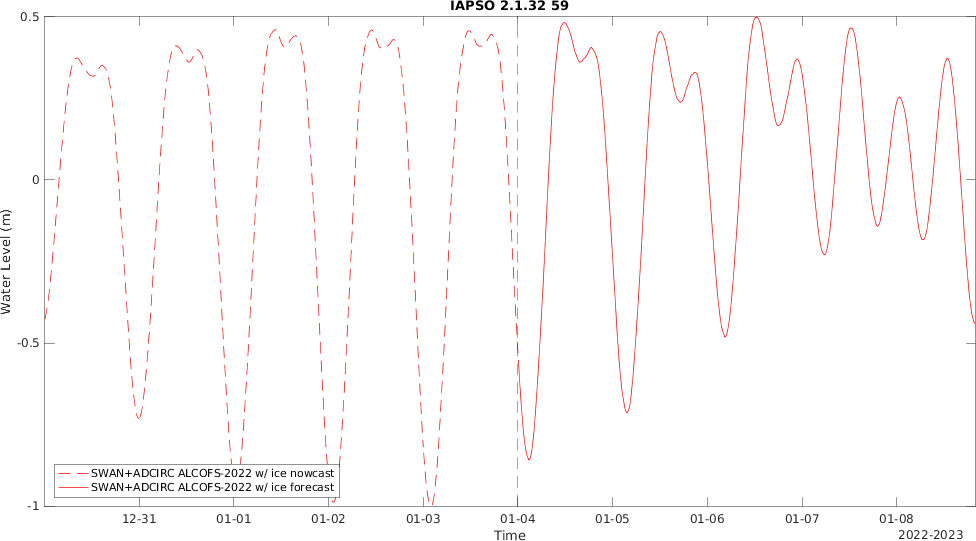 IAPSO 2.1.32 59
0.5
0
-0.5
-1
Water Level (m)
SWAN+ADCIRC ALCOFS-2022 w/ ice nowcast
SWAN+ADCIRC ALCOFS-2022 w/ ice forecast
12-31 01-01 01-02 01-03 01-04 01-05 01-06 01-07 01-08
Time
2022-2023